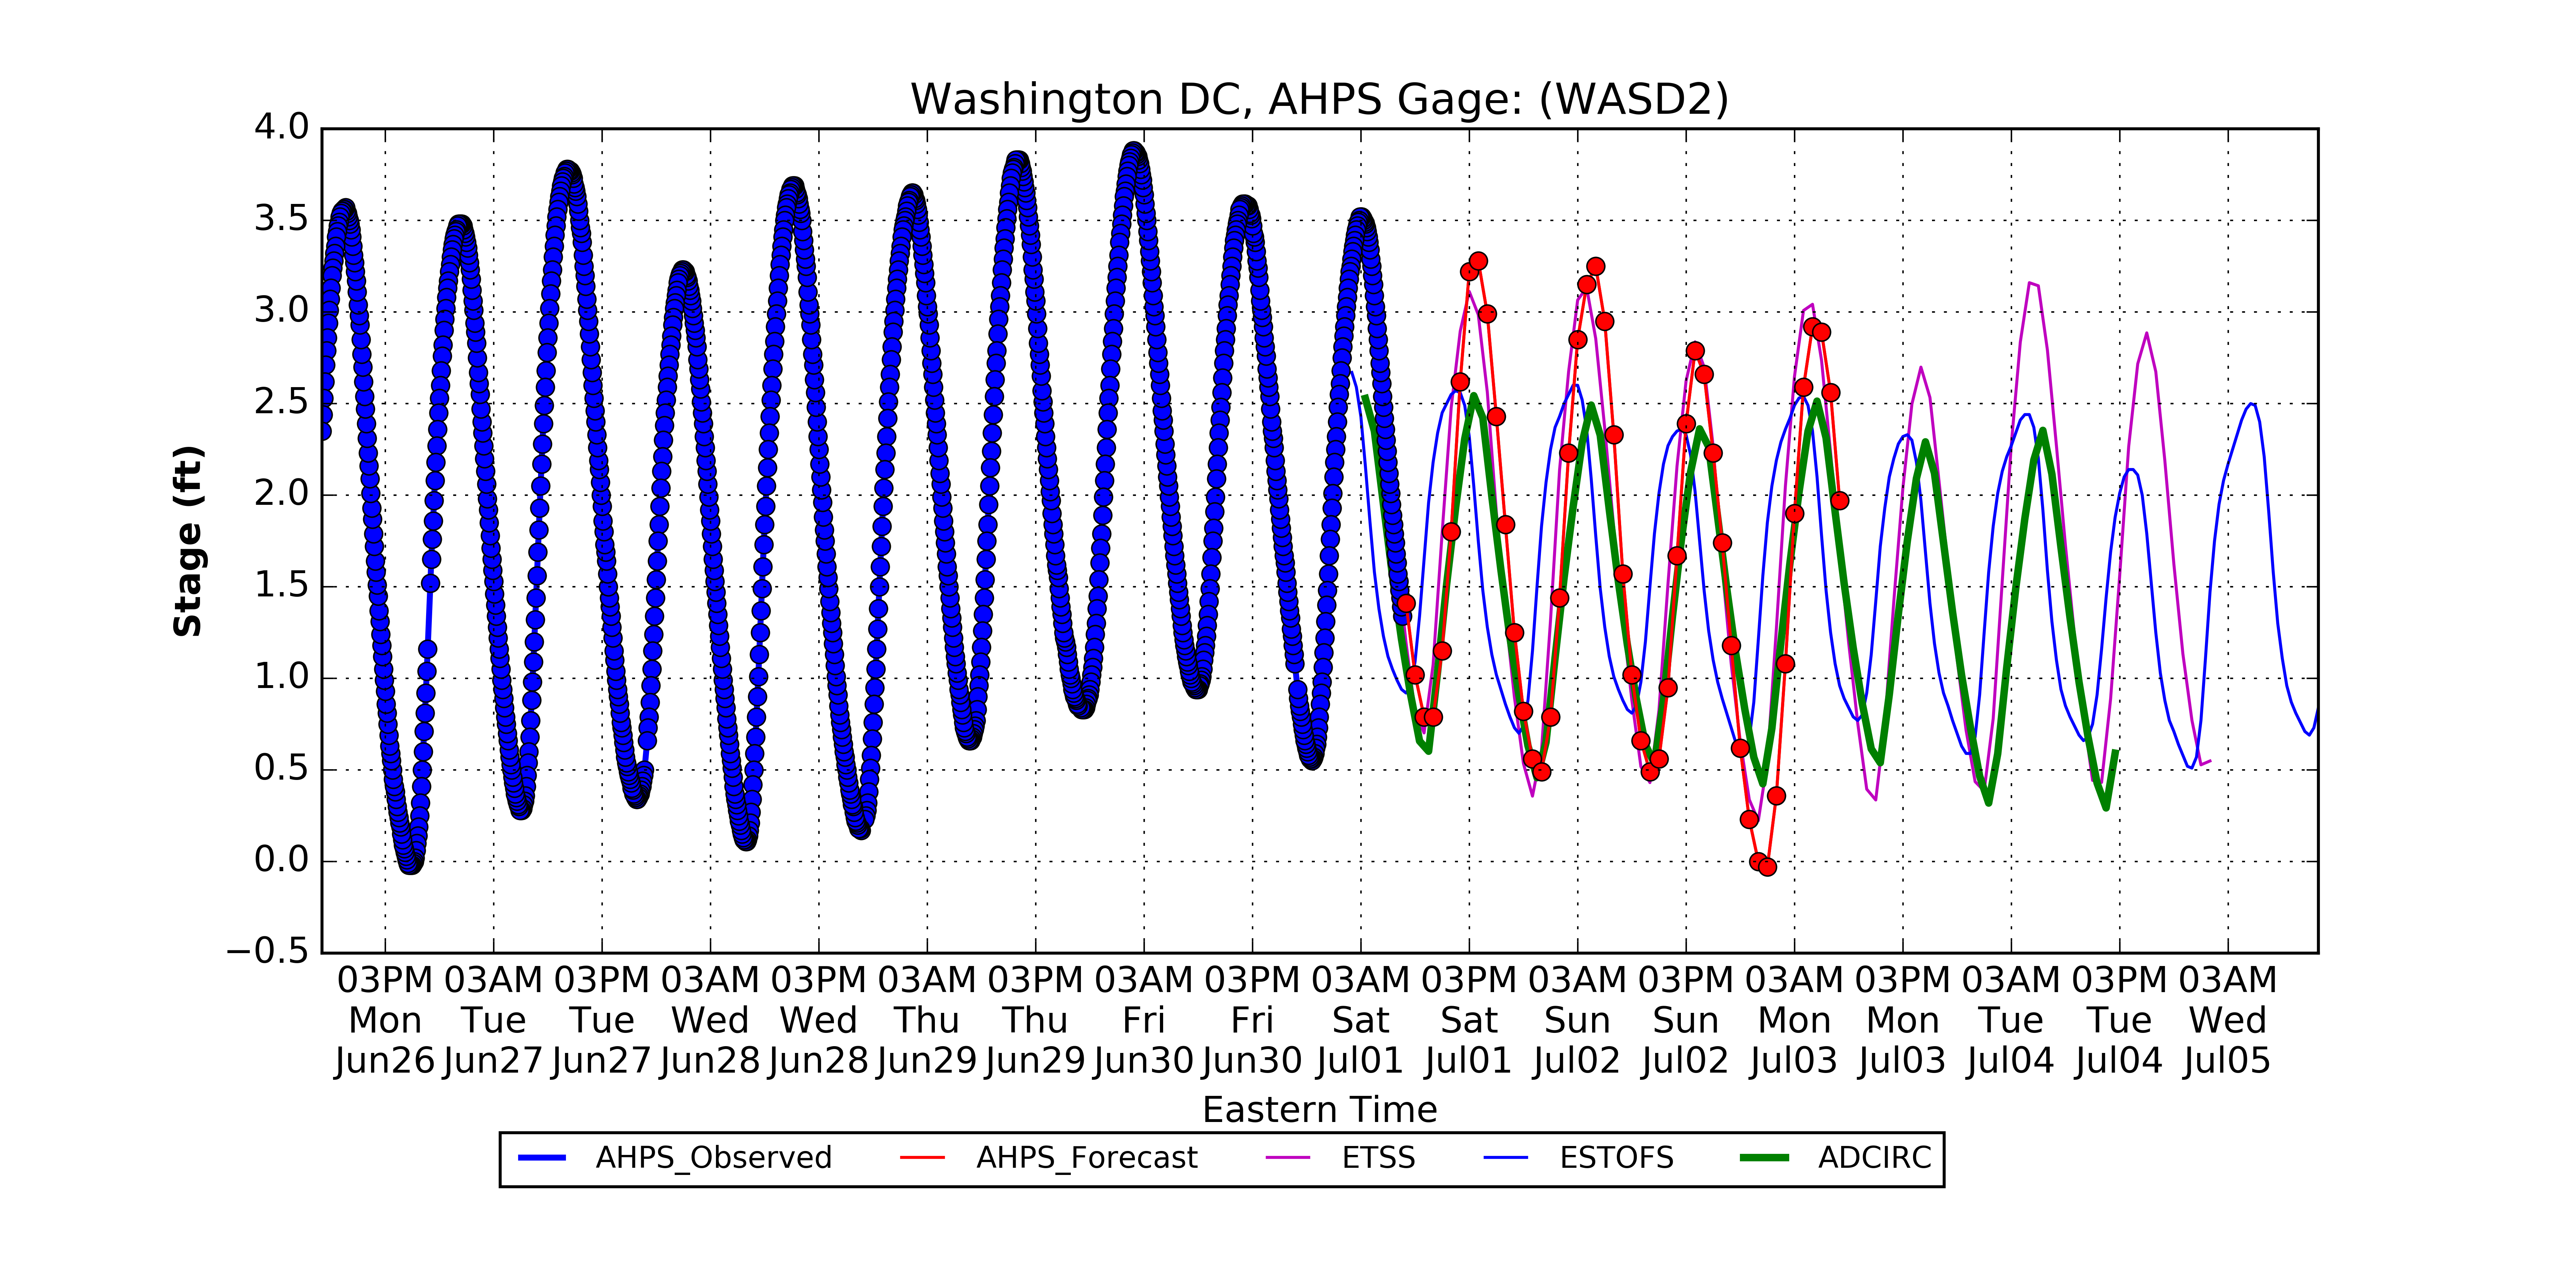 Washington DC, AHPS Gage: (WASD2)
4.0
3.5
3.0
2.5
2.0
1.5
1.0
0.5
0.0
−0.5
Stage (ft)
03PM 03AM 03PM 03AM 03PM 03AM 03PM 03AM 03PM 03AM 03PM 03AM 03PM 03AM 03PM 03AM 03PM 03AM
Mon Tue Tue Wed Wed Thu Thu Fri Fri Sat Sat Sun Sun Mon Mon Tue Tue Wed
Jun26 Jun27 Jun27 Jun28 Jun28 Jun29 Jun29 Jun30 Jun30 Jul01 Jul01 Jul02 Jul02 Jul03 Jul03 Jul04 Jul04 Jul05
Eastern Time
AHPS_Observed AHPS_Forecast ETSS ESTOFS ADCIRC